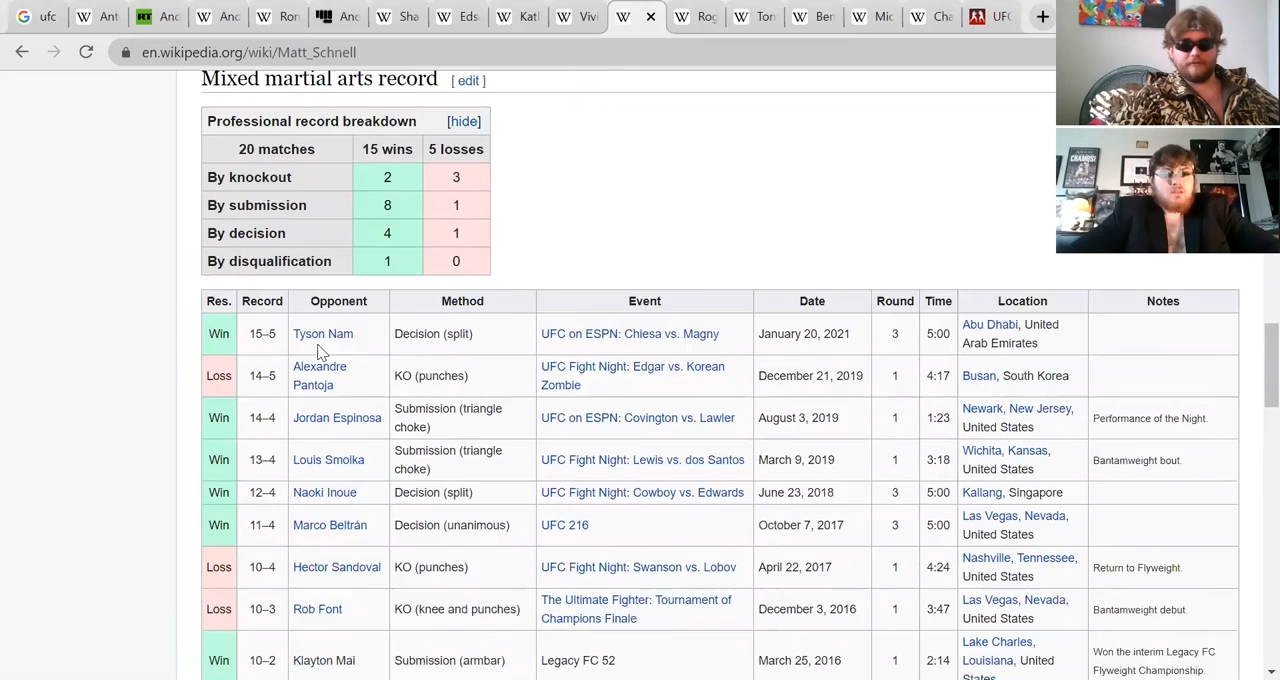 ufc Ant And And Ron And Sha Eds Katl Vivi Rog Ton Ben Mic Cha UFC
en.wikipedia.org/wiki/Matt_Schnell
Mixed martial arts record [ edit ]
Professional record breakdown [hide]
20 matches 15 wins 5 losses
By knockout 2 3
By submission 8 1
By decision 4 1
By disqualification 1 0
Res. Record Opponent Method Event Date Round Time Location Notes
Win 15–5 Tyson Nam Decision (split) UFC on ESPN: Chiesa vs. Magny January 20, 2021 3 5:00 Abu Dhabi, United
Arab Emirates
Loss 14–5 Alexandre
Pantoja KO (punches) UFC Fight Night: Edgar vs. Korean
Zombie December 21, 2019 1 4:17 Busan, South Korea
Win 14–4 Jordan Espinosa Submission (triangle
choke) UFC on ESPN: Covington vs. Lawler August 3, 2019 1 1:23 Newark, New Jersey,
United States Performance of the Night.
Win 13–4 Louis Smolka Submission (triangle
choke) UFC Fight Night: Lewis vs. dos Santos March 9, 2019 1 3:18 Wichita, Kansas,
United States Bantamweight bout.
Win 12–4 Naoki Inoue Decision (split) UFC Fight Night: Cowboy vs. Edwards June 23, 2018 3 5:00 Kallang, Singapore
Win 11–4 Marco Beltrán Decision (unanimous) UFC 216 October 7, 2017 3 5:00 Las Vegas, Nevada,
United States
Loss 10–4 Hector Sandoval KO (punches) UFC Fight Night: Swanson vs. Lobov April 22, 2017 1 4:24 Nashville, Tennessee,
United States Return to Flyweight.
Loss 10–3 Rob Font KO (knee and punches) The Ultimate Fighter: Tournament of
Champions Finale December 3, 2016 1 3:47 Las Vegas, Nevada,
United States Bantamweight debut
Win 10–2 Klayton Mai Submission (armbar) Legacy FC 52 March 25, 2016 1 2:14 Lake Charles,
Louisiana, United
States Won the interim Legacy FC
Flyweight Championship.